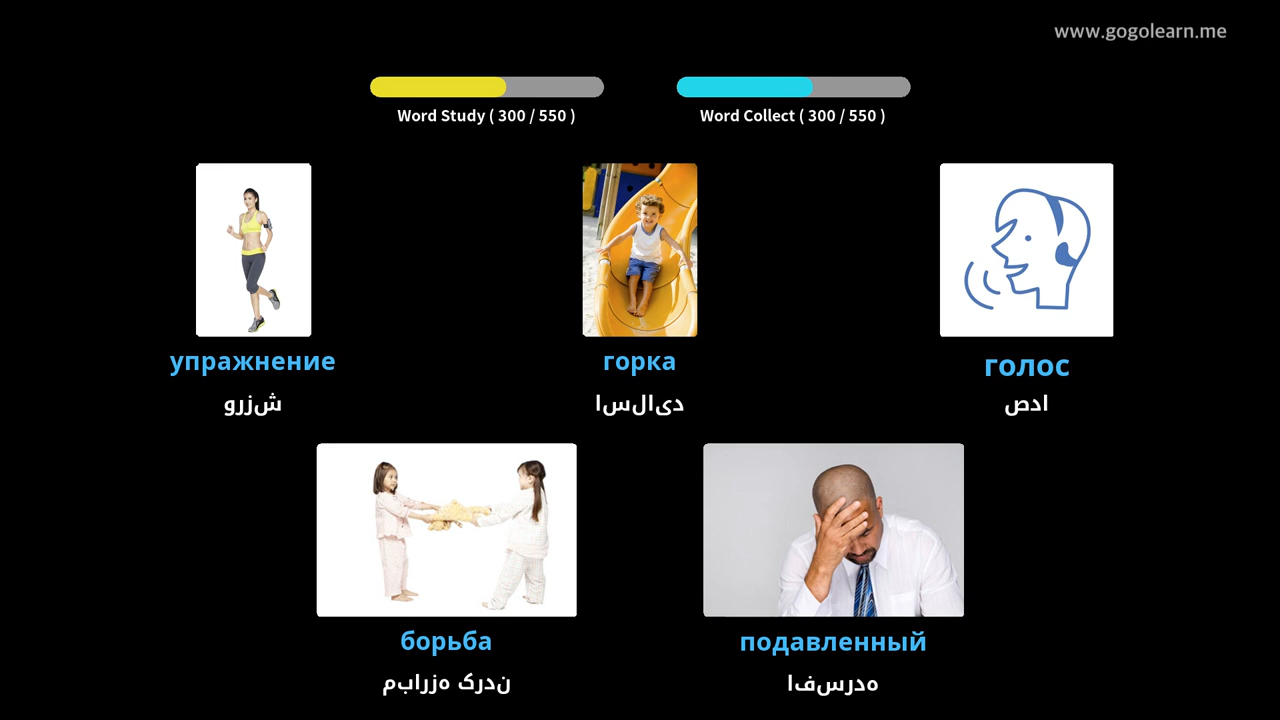 www.gogolearn.me
Word Study ( 300 / 550 )
Word Collect ( 300 / 550 )
упражнение
ورزش
горка
اسلاید
голос
صدا
борьба
مبارزه کردن
подавленный
افسرده